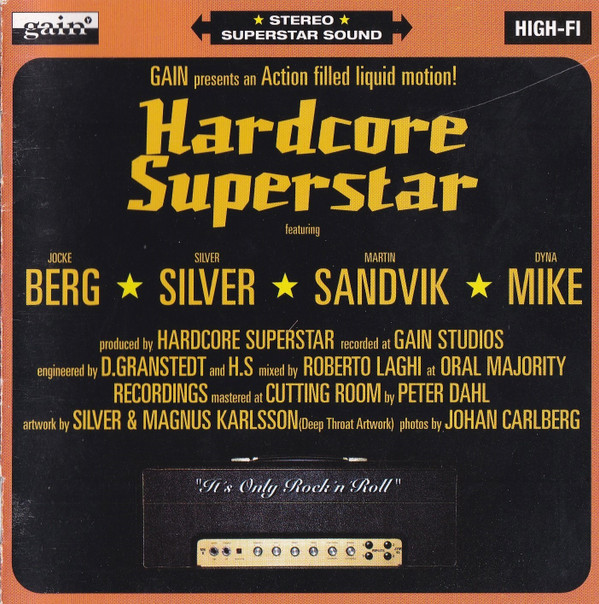 gain
★ STEREO ★
SUPERSTAR SOUND
HIGH-FI
GAIN presents an Action filled liquid motion!
Hardcore
Superstar
featuring
JOCKE SILVER MARTIN DYNA
BERG ★ SILVER ★ SANDVIK ★ MIKE
produced by HARDCORE SUPERSTAR recorded at GAIN STUDIOS
engineered by D.GRANSTEDT and H.S mixed by ROBERTO LAGHI at ORAL MAJORITY
RECORDINGS mastered at CUTTING ROOM by PETER DAHL
artwork by SILVER & MAGNUS KARLSSON(Deep Throat Artwork) photos by JOHAN CARLBERG
"It's Only Rock'n'Roll"